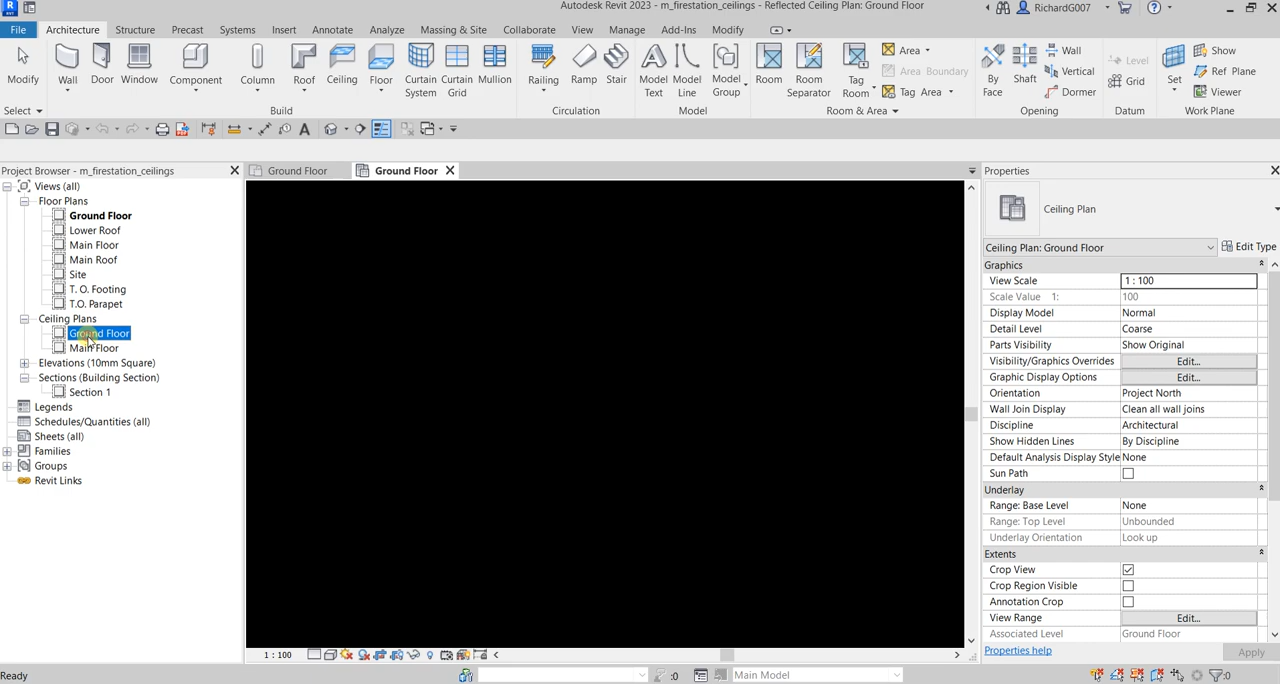 Autodesk Revit 2023 - m_firestation_ceilings - Reflected Ceiling Plan: Ground Floor
RichardG007
File Architecture Structure Precast Systems Insert Annotate Analyze Massing & Site Collaborate View Manage Add-Ins Modify
Modify Wall Door Window Component Column Roof Ceiling Floor Curtain System Curtain Grid Mullion Railing Ramp Stair Model Text Model Line Model Group Room Room Separator Tag Room Area Area Boundary Tag Area By Face Shaft Wall Vertical Dormer Level Grid Set Show Ref Plane Viewer
Select Build Circulation Model Room & Area Opening Datum Work Plane
Project Browser - m_firestation_ceilings
Views (all)
Floor Plans
Ground Floor
Lower Roof
Main Floor
Main Roof
Site
T. O. Footing
T.O. Parapet
Ceiling Plans
Ground Floor
Main Floor
Elevations (10mm Square)
Sections (Building Section)
Section 1
Legends
Schedules/Quantities (all)
Sheets (all)
Families
Groups
Revit Links
Ground Floor Ground Floor
Properties
Ceiling Plan
Ceiling Plan: Ground Floor Edit Type
Graphics
View Scale 1 : 100
Scale Value 1: 100
Display Model Normal
Detail Level Coarse
Parts Visibility Show Original
Visibility/Graphics Overrides Edit...
Graphic Display Options Edit...
Orientation Project North
Wall Join Display Clean all wall joins
Discipline Architectural
Show Hidden Lines By Discipline
Default Analysis Display Style None
Sun Path
Underlay
Range: Base Level None
Range: Top Level Unbounded
Underlay Orientation Look up
Extents
Crop View
Crop Region Visible
Annotation Crop
View Range Edit...
Associated Level Ground Floor
Properties help Apply
1 : 100
Ready :0 Main Model :0